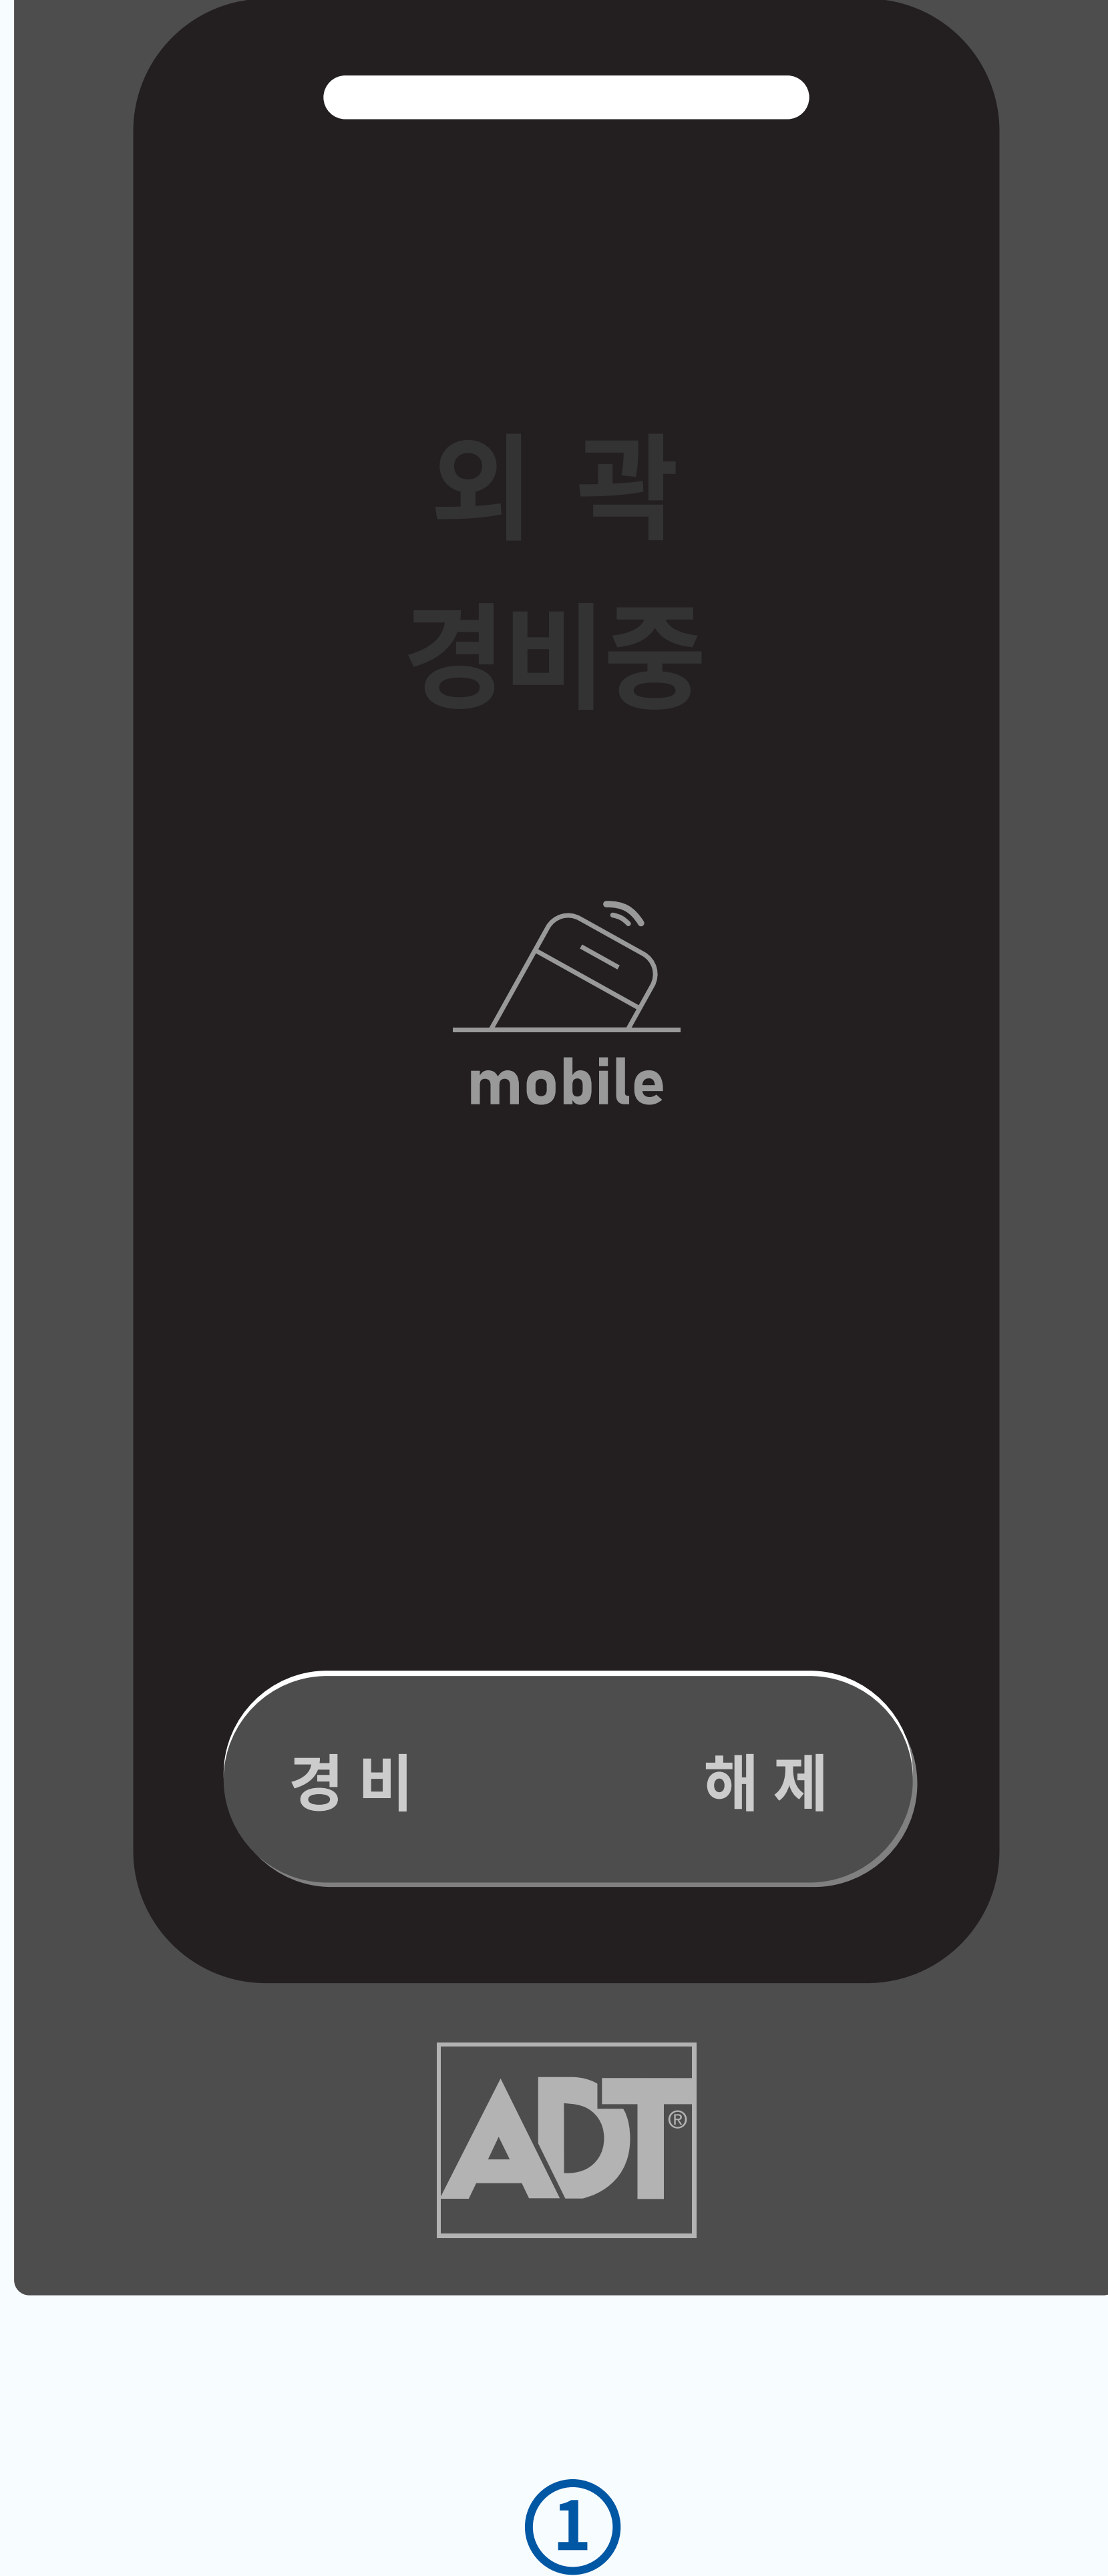 외 곽
경비중
mobile
경 비 해 제
ADT®
①